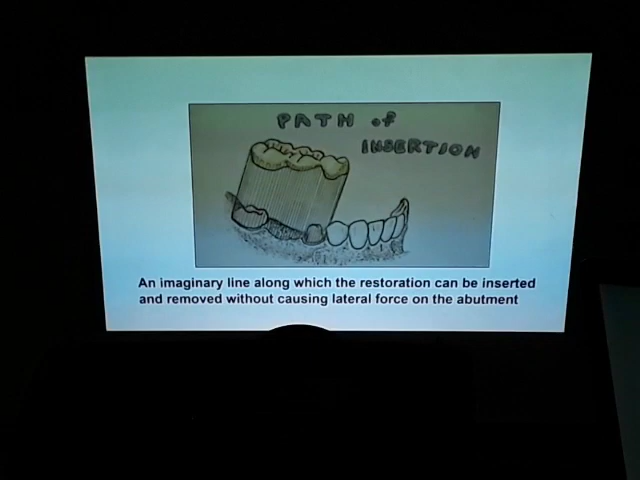 PATH of
INSERTION
An imaginary line along which the restoration can be inserted
and removed without causing lateral force on the abutment